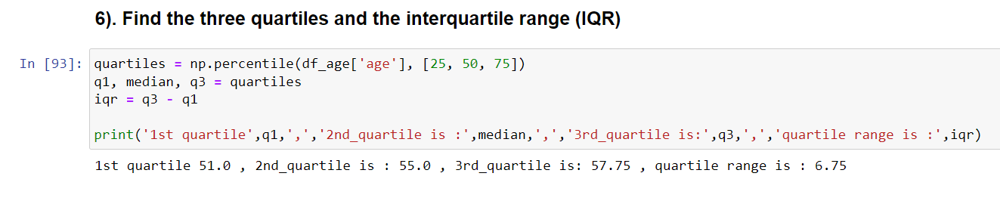 6). Find the three quartiles and the interquartile range (IQR)
In [93]: quartiles = np.percentile(df_age['age'], [25, 50, 75])
q1, median, q3 = quartiles
iqr = q3 - q1
print('1st quartile',q1,',','2nd_quartile is :',median,',','3rd_quartile is:',q3,',','quartile range is :',iqr)
1st quartile 51.0 , 2nd_quartile is : 55.0 , 3rd_quartile is: 57.75 , quartile range is : 6.75